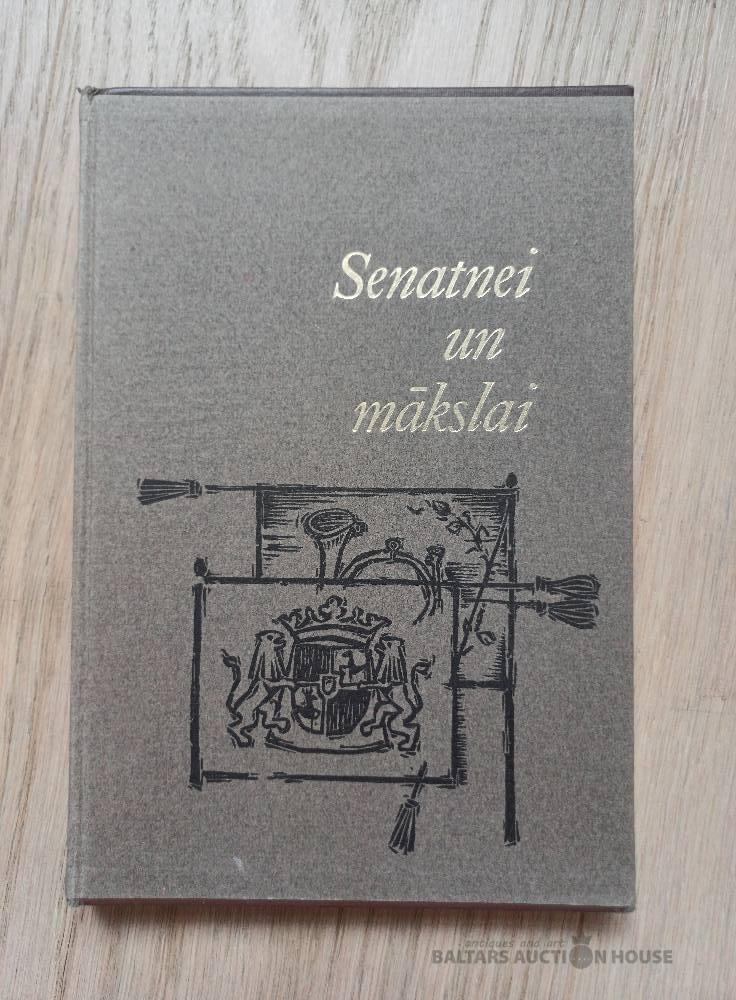 Senatnei
un
mākslai
antiques and art
BALTARS AUCTION HOUSE